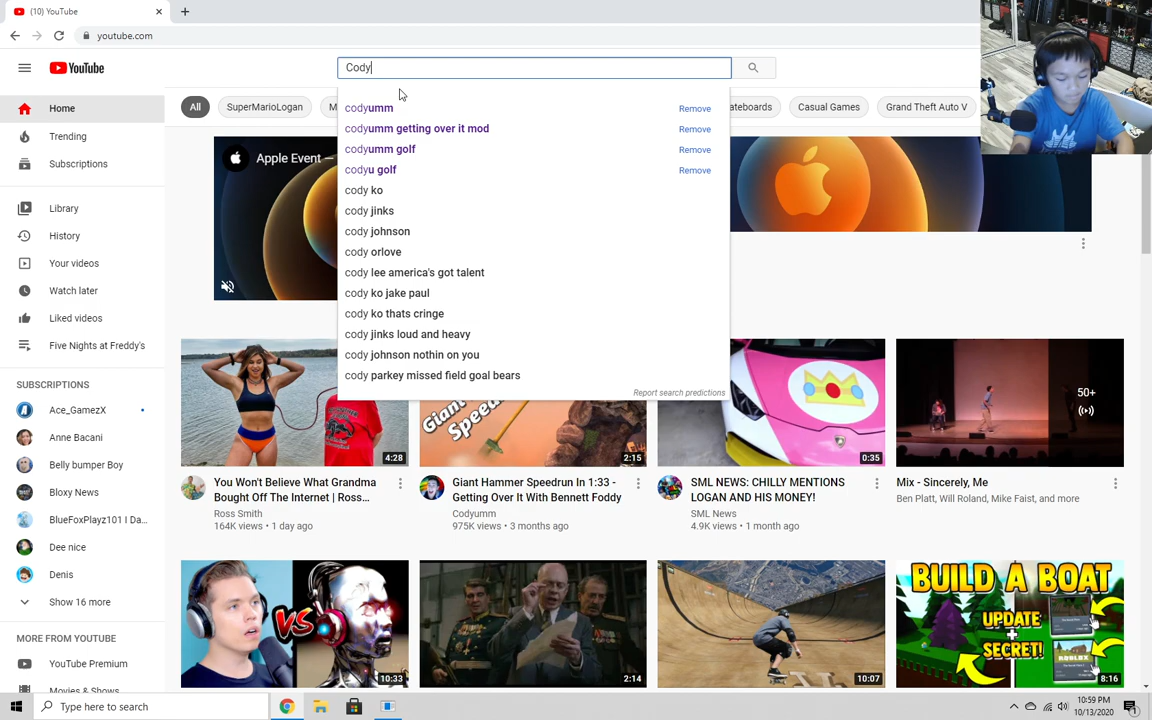 (10) YouTube
youtube.com
YouTube
Cody
All
SuperMarioLogan
M
ateboards
Casual Games
Grand Theft Auto V
codyumm
Remove
codyumm getting over it mod
Remove
codyumm golf
Remove
codyu golf
Remove
cody ko
cody jinks
cody johnson
cody orlove
cody lee america's got talent
cody ko jake paul
cody ko thats cringe
cody jinks loud and heavy
cody johnson nothin on you
cody parkey missed field goal bears
Report search predictions
Home
Trending
Subscriptions
Library
History
Your videos
Watch later
Liked videos
Five Nights at Freddy's
SUBSCRIPTIONS
Ace_GamezX
Anne Bacani
Belly bumper Boy
Bloxy News
BlueFoxPlayz101 I Da...
Dee nice
Denis
Show 16 more
MORE FROM YOUTUBE
YouTube Premium
Movies & Shows
Apple Event —
4:28
Giant
Speed
2:15
0:35
50+
You Won't Believe What Grandma
Bought Off The Internet | Ross...
Ross Smith
164K views • 1 day ago
Giant Hammer Speedrun In 1:33 -
Getting Over It With Bennett Foddy
Codyumm
975K views • 3 months ago
SML NEWS: CHILLY MENTIONS
LOGAN AND HIS MONEY!
SML News
4.9K views • 1 month ago
Mix - Sincerely, Me
Ben Platt, Will Roland, Mike Faist, and more
VS
10:33
2:14
10:07
BUILD A BOAT
UPDATE
+
SECRET!
ROBLOX
8:16
Type here to search
10:59 PM
10/13/2020
1